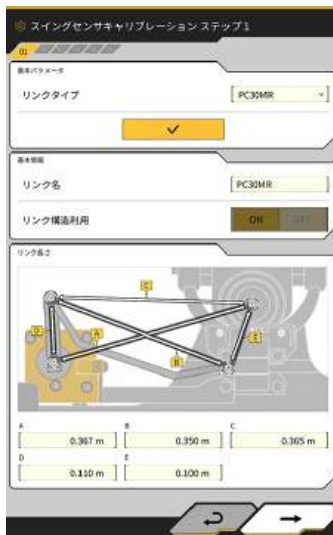 スイングセンサキャリブレーション ステップ1
01
基本パラメータ
リンクタイプ
PC30MR
基本情報
リンク名
PC30MR
リンク構造利用
ON OFF
リンク長さ
C
D
A
E
B
A B C
0.367 m 0.350 m 0.365 m
D E
0.110 m 0.100 m